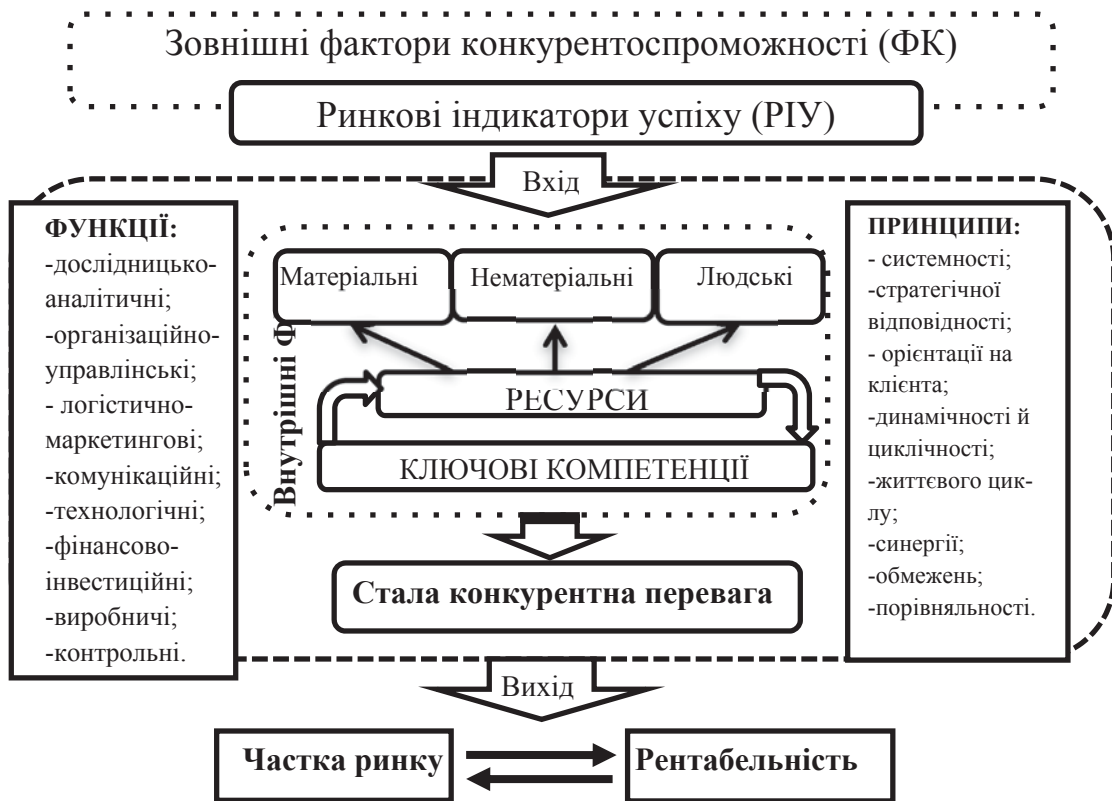 Зовнішні фактори конкурентоспроможності (ФК)
Ринкові індикатори успіху (РІУ)
Вхід
ФУНКЦІЇ:
-дослідницько-
аналітичні;
-організаційно-
управлінські;
- логістично-
маркетингові;
-комунікаційні;
-технологічні;
-фінансово-
інвестиційні;
-виробничі;
-контрольні.
Внутрішні Ф
Матеріальні
Нематеріальні
Людські
РЕСУРСИ
КЛЮЧОВІ КОМПЕТЕНЦІЇ
Стала конкурентна перевага
ПРИНЦИПИ:
- системності;
-стратегічної
відповідності;
- орієнтації на
клієнта;
-динамічності й
циклічності;
-життєвого цик-
лу;
-синергії;
-обмежень;
-порівняльності.
Вихід
Частка ринку
Рентабельність